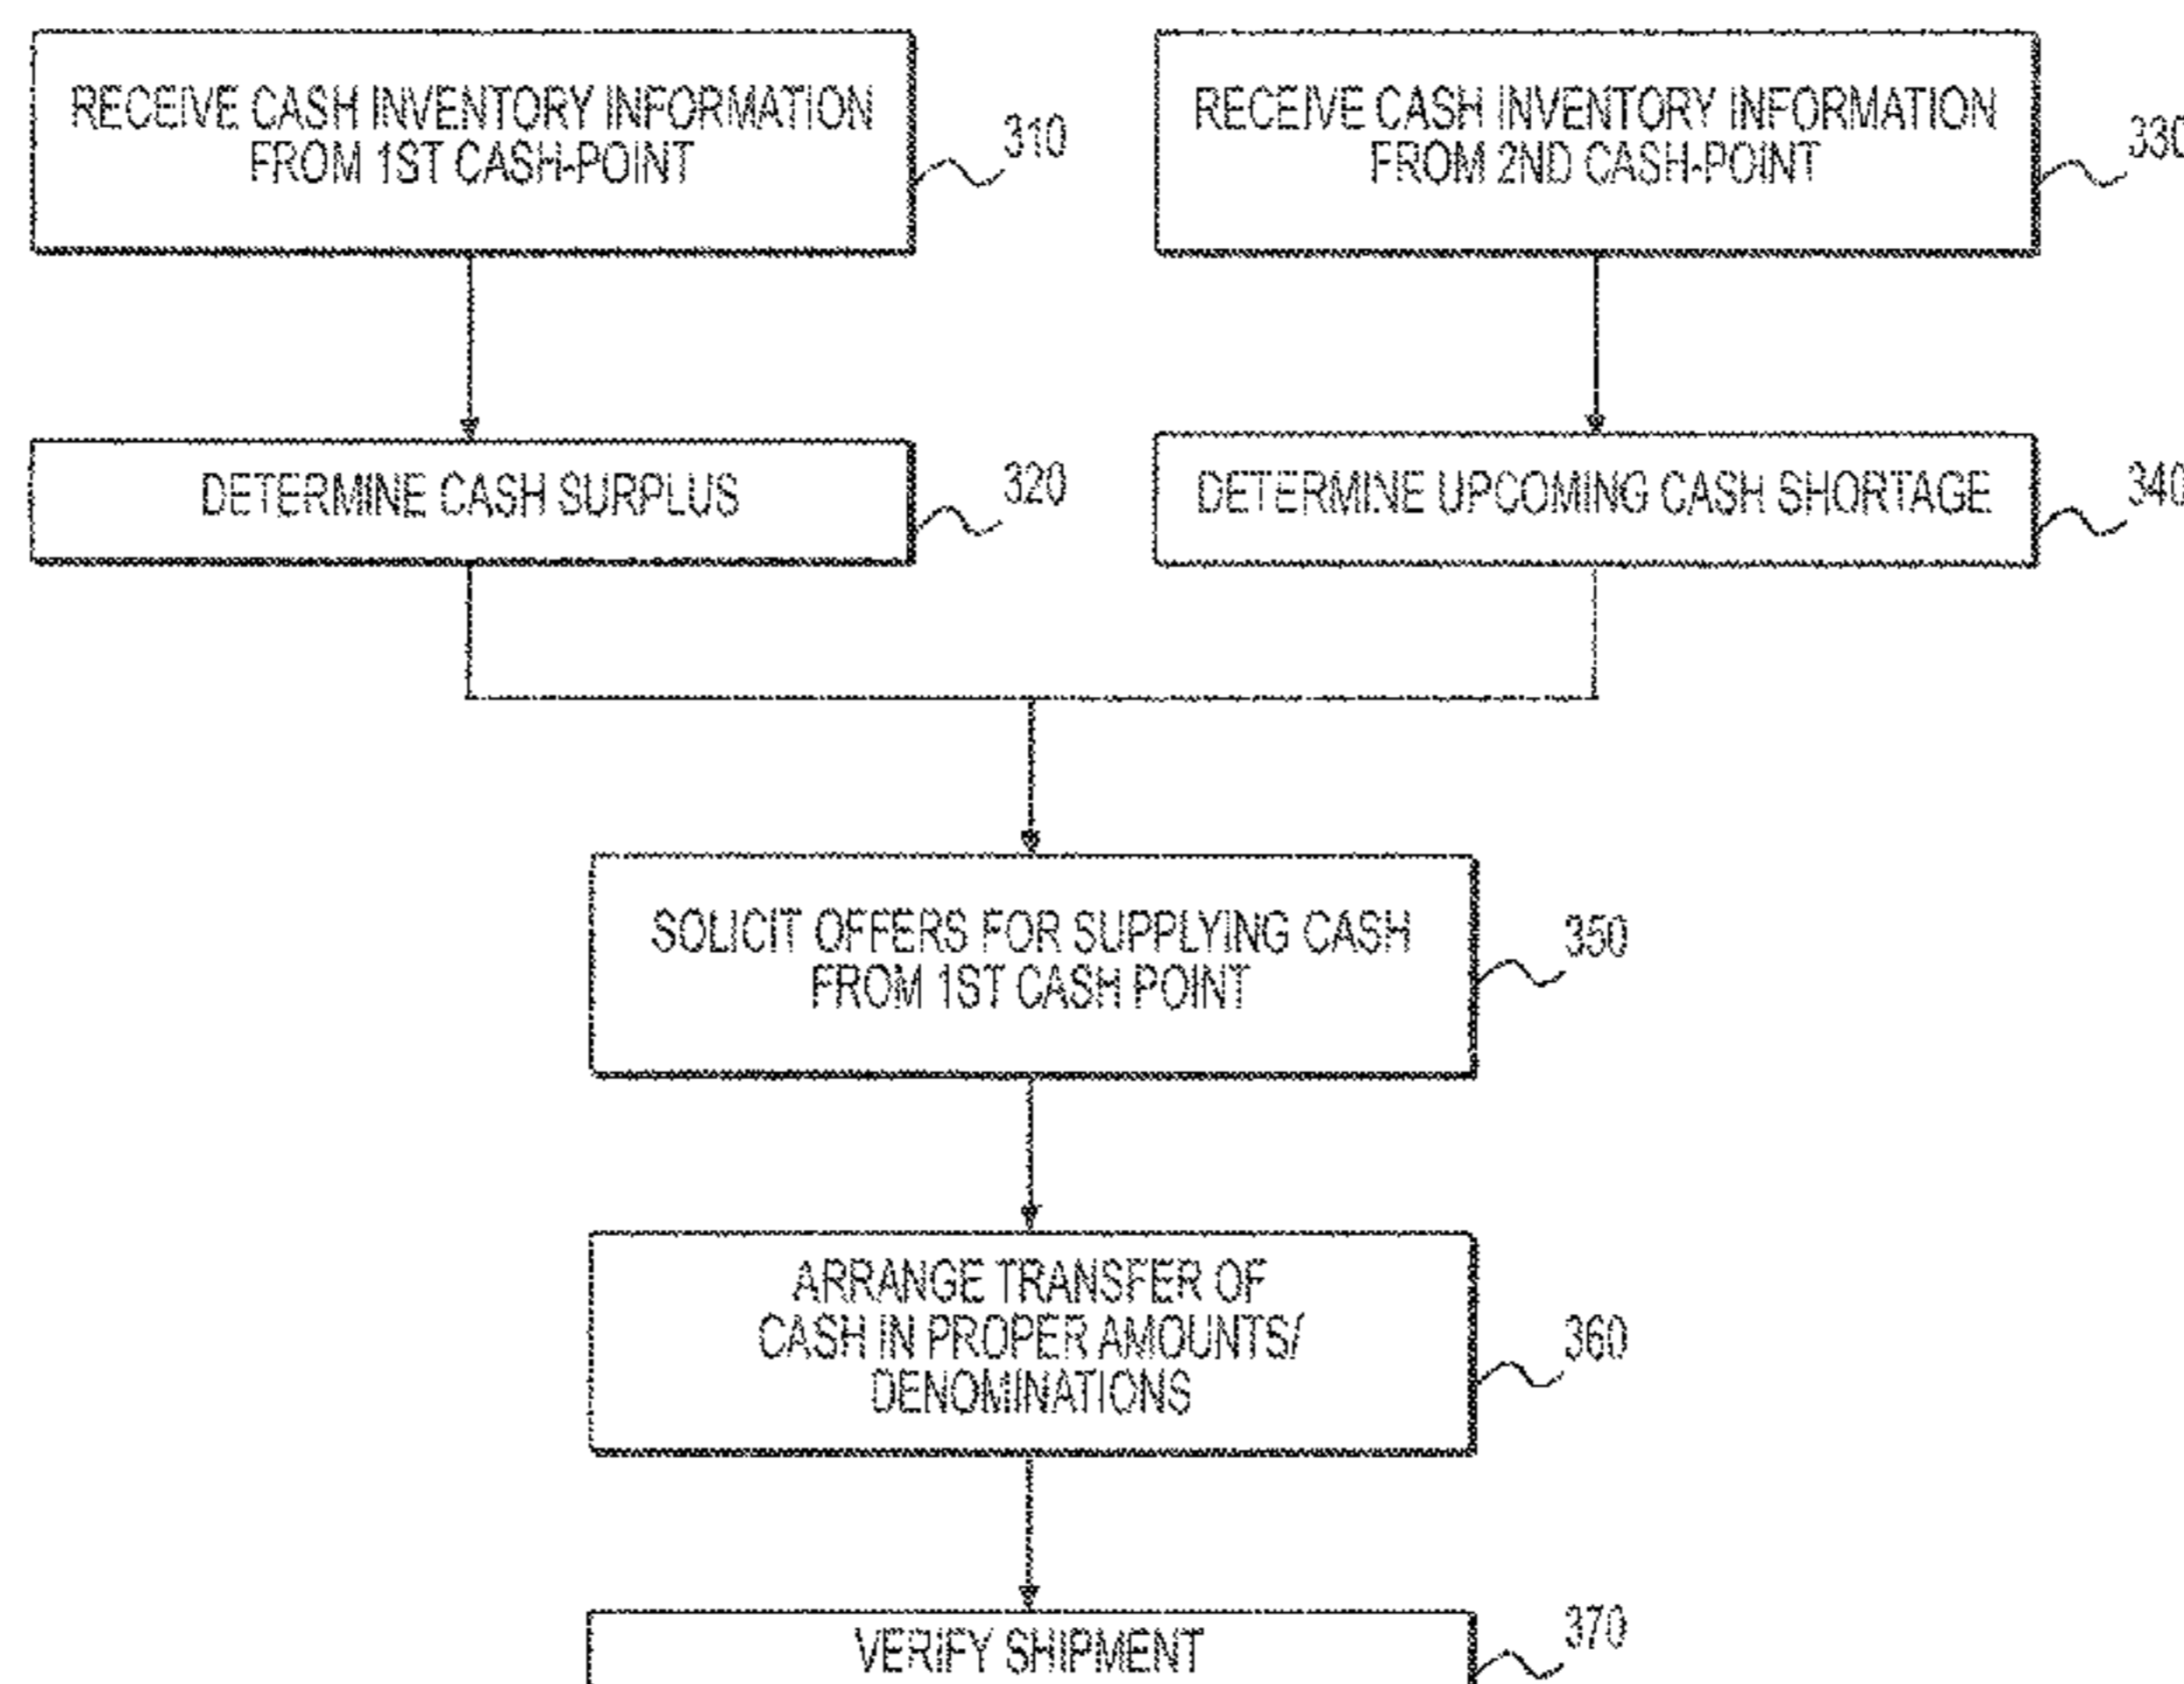 RECEIVE CASH INVENTORY INFORMATION
FROM 1ST CASH-POINT
310
RECEIVE CASH INVENTORY INFORMATION
FROM 2ND CASH-POINT
330
DETERMINE CASH SURPLUS
320
DETERMINE UPCOMING CASH SHORTAGE
340
SOLICIT OFFERS FOR SUPPLYING CASH
FROM 1ST CASH POINT
350
ARRANGE TRANSFER OF
CASH IN PROPER AMOUNTS/
DENOMINATIONS
360
VERIFY SHIPMENT
370